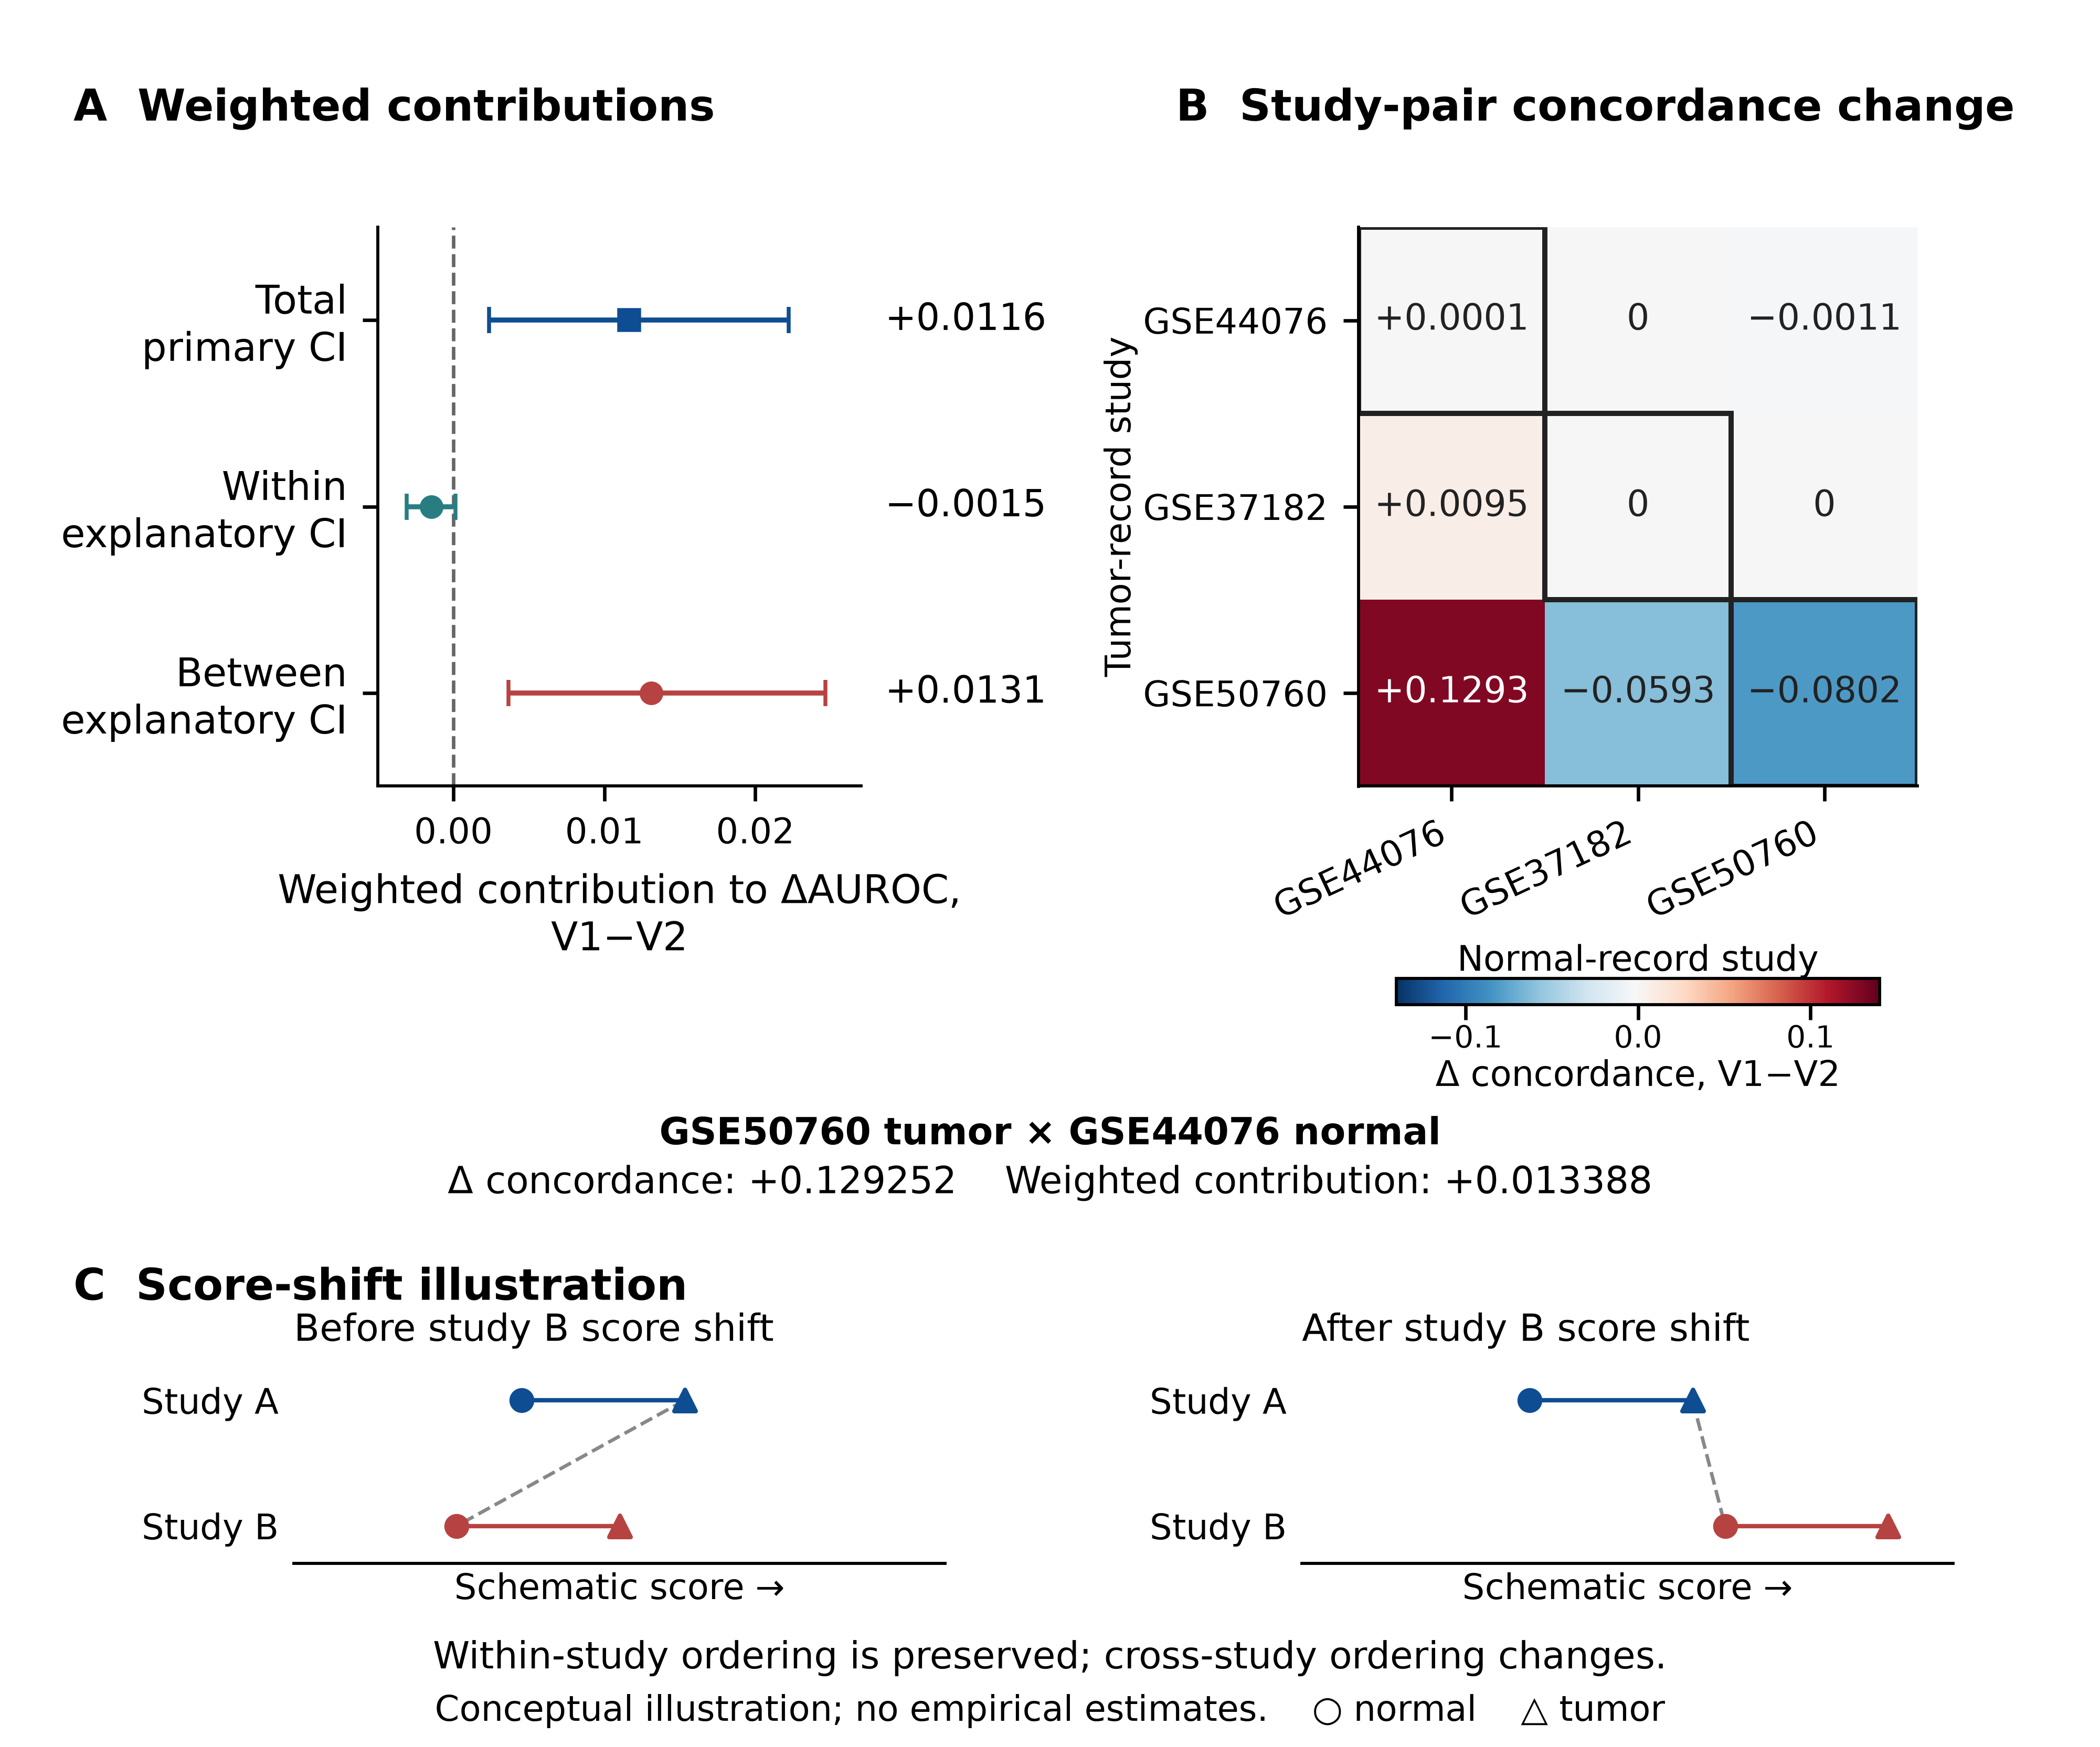 A Weighted contributions
Total
primary CI
+0.0116
Within
explanatory CI
−0.0015
Between
explanatory CI
+0.0131
0.00 0.01 0.02
Weighted contribution to ΔAUROC,
V1−V2
B Study-pair concordance change
Tumor-record study
GSE44076 +0.0001 0 −0.0011
GSE37182 +0.0095 0 0
GSE50760 +0.1293 −0.0593 −0.0802
GSE44076 GSE37182 GSE50760
Normal-record study
−0.1 0.0 0.1
Δ concordance, V1−V2
GSE50760 tumor × GSE44076 normal
Δ concordance: +0.129252 Weighted contribution: +0.013388
C Score-shift illustration
Before study B score shift
Study A
Study B
Schematic score →
After study B score shift
Study A
Study B
Schematic score →
Within-study ordering is preserved; cross-study ordering changes.
Conceptual illustration; no empirical estimates. ○ normal △ tumor